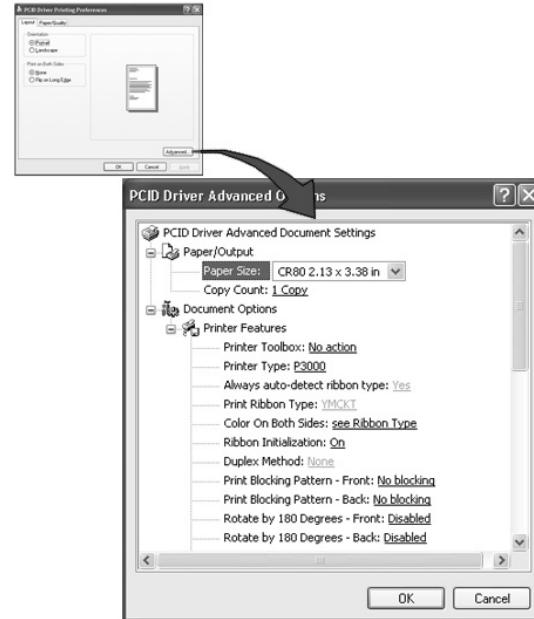 PCID Driver Printing Preferences
Layout Paper/Quality
Orientation
Portrait
Landscape
Print on Both Sides
None
Flip on Long Edge
Advanced...
OK Cancel Apply
PCID Driver Advanced O ns
PCID Driver Advanced Document Settings
Paper/Output
Paper Size: CR80 2.13 x 3.38 in
Copy Count: 1 Copy
Document Options
Printer Features
Printer Toolbox: No action
Printer Type: P3000
Always auto-detect ribbon type: Yes
Print Ribbon Type: YMCKT
Color On Both Sides: see Ribbon Type
Ribbon Initialization: On
Duplex Method: None
Print Blocking Pattern - Front: No blocking
Print Blocking Pattern - Back: No blocking
Rotate by 180 Degrees - Front: Disabled
Rotate by 180 Degrees - Back: Disabled
OK Cancel